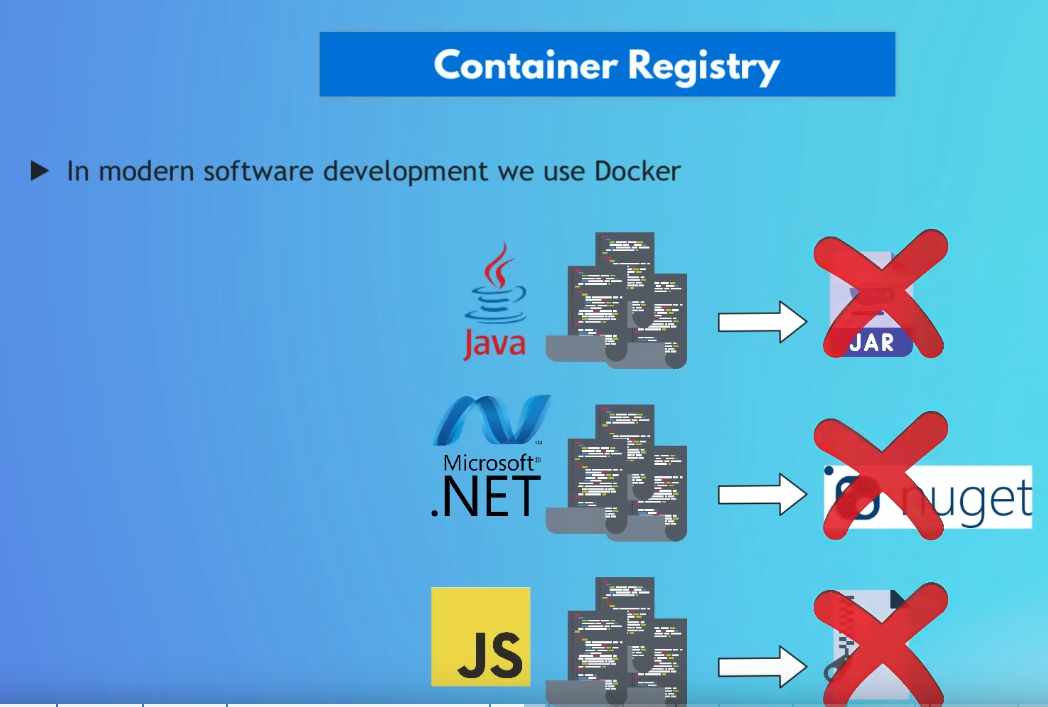 Container Registry
In modern software development we use Docker
Java
JAR
Microsoft®
.NET
nuget
JS